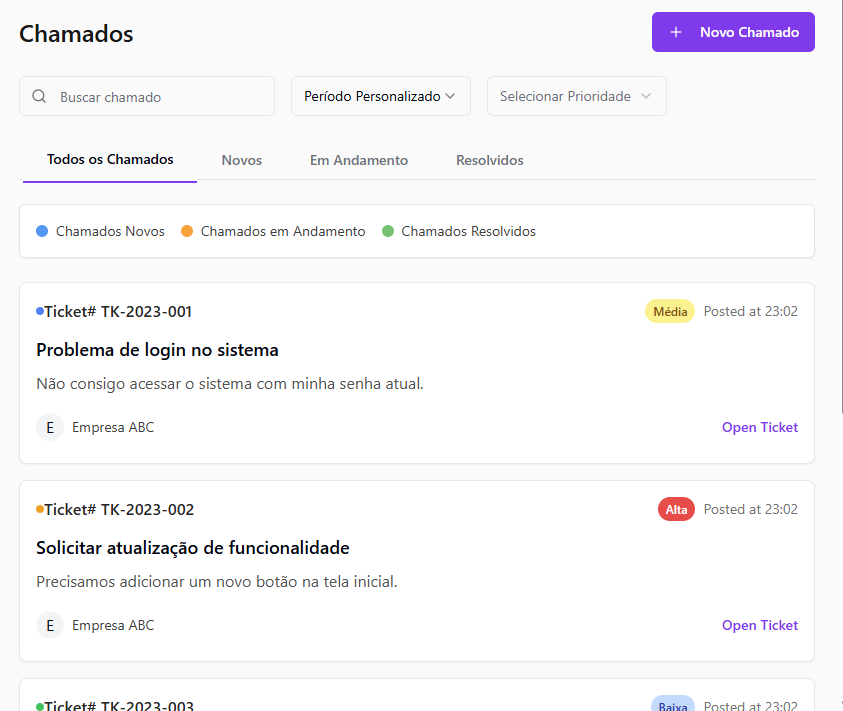 Chamados
+ Novo Chamado
Buscar chamado
Período Personalizado
Selecionar Prioridade
Todos os Chamados
Novos
Em Andamento
Resolvidos
Chamados Novos
Chamados em Andamento
Chamados Resolvidos
Ticket# TK-2023-001
Média
Posted at 23:02
Problema de login no sistema
Não consigo acessar o sistema com minha senha atual.
E
Empresa ABC
Open Ticket
Ticket# TK-2023-002
Alta
Posted at 23:02
Solicitar atualização de funcionalidade
Precisamos adicionar um novo botão na tela inicial.
E
Empresa ABC
Open Ticket
Ticket# TK-2023-003
Baixa
Posted at 23:02